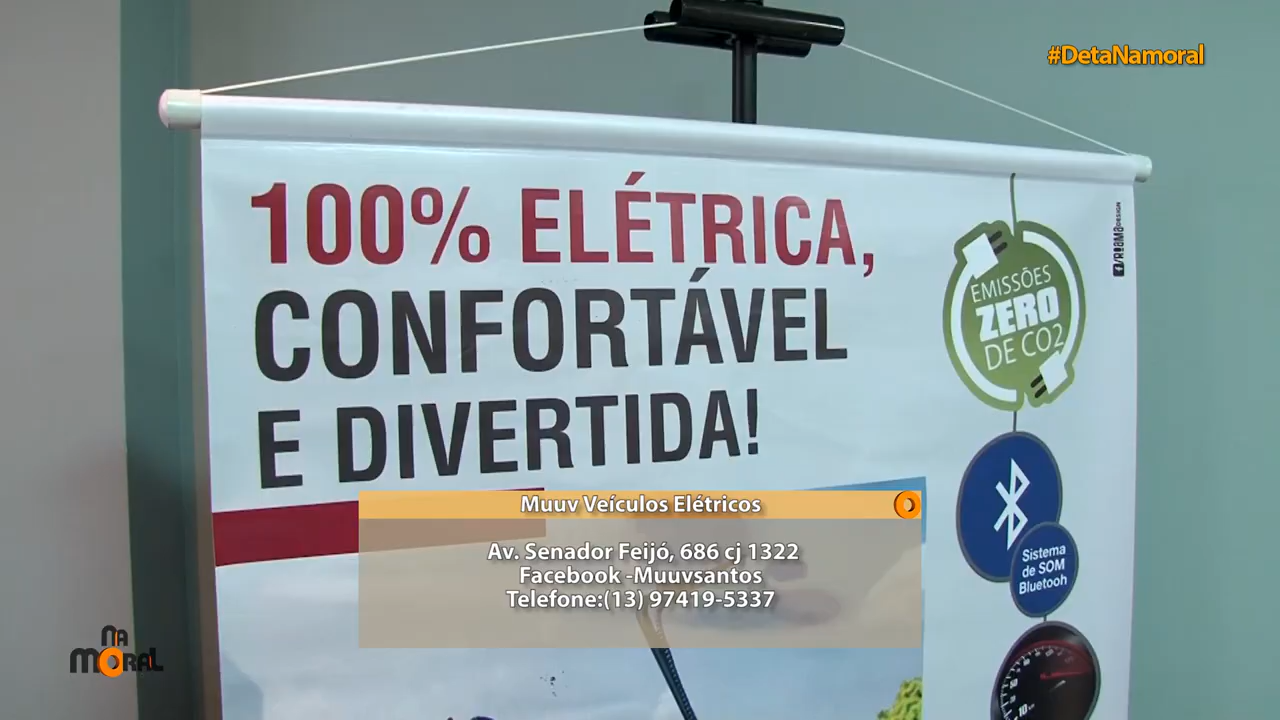 #DetaNamoral
100% ELÉTRICA,
CONFORTÁVEL
E DIVERTIDA!
EMISSÕES
ZERO
DE CO2
Muuv Veículos Elétricos
Av. Senador Feijó, 686 cj 1322
Facebook -Muuvsantos
Telefone:(13) 97419-5337
Sistema
de SOM
Bluetooh
NA
MORAL